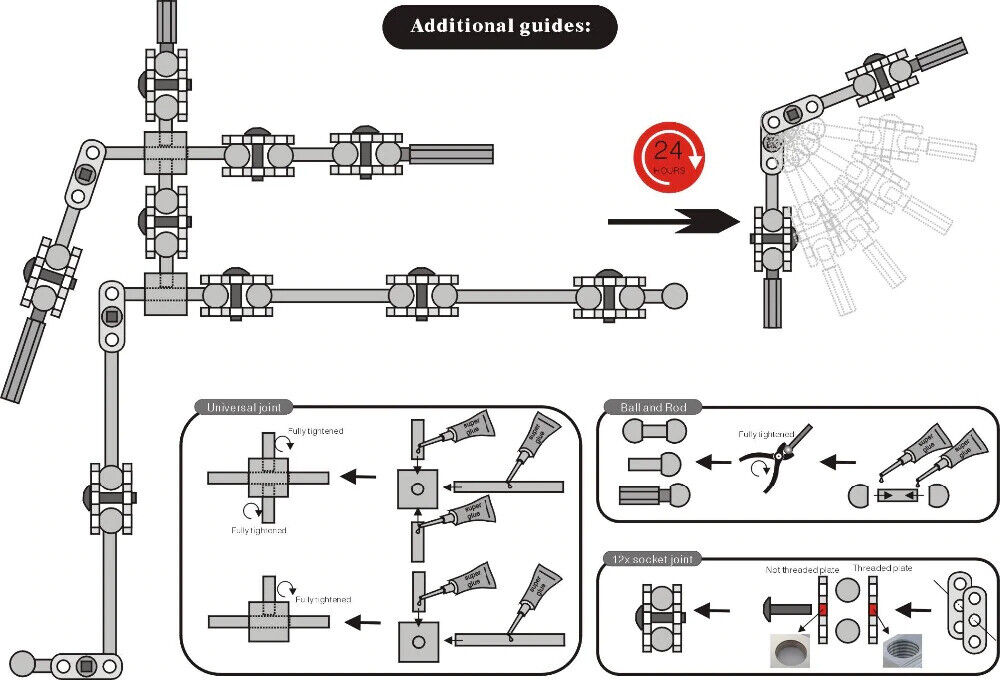 Additional guides:
24
HOURS
Universal joint
Fully tightened
super glue
super glue
Fully tightened
super glue
Fully tightened
super glue
super glue
Ball and Rod
Fully tightened
super glue
super glue
12x socket joint
Not threaded plate
Threaded plate